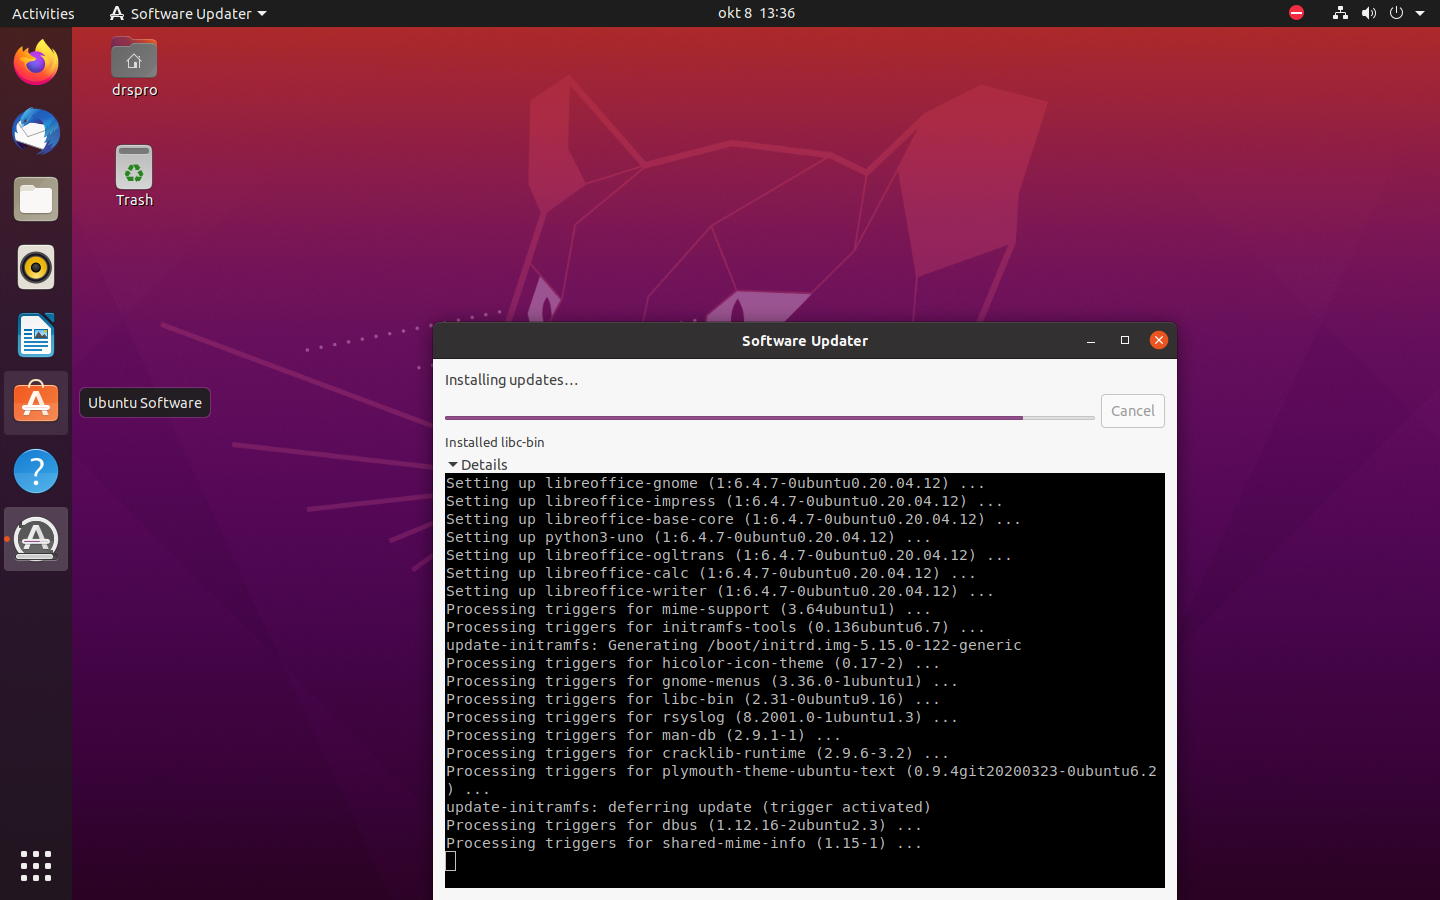 Activities
Software Updater
okt 8 13:36
drspro
Trash
Ubuntu Software
Software Updater
Installing updates…
Cancel
Installed libc-bin
Details
Setting up libreoffice-gnome (1:6.4.7-0ubuntu0.20.04.12) ...
Setting up libreoffice-impress (1:6.4.7-0ubuntu0.20.04.12) ...
Setting up libreoffice-base-core (1:6.4.7-0ubuntu0.20.04.12) ...
Setting up python3-uno (1:6.4.7-0ubuntu0.20.04.12) ...
Setting up libreoffice-ogltrans (1:6.4.7-0ubuntu0.20.04.12) ...
Setting up libreoffice-calc (1:6.4.7-0ubuntu0.20.04.12) ...
Setting up libreoffice-writer (1:6.4.7-0ubuntu0.20.04.12) ...
Processing triggers for mime-support (3.64ubuntu1) ...
Processing triggers for initramfs-tools (0.136ubuntu6.7) ...
update-initramfs: Generating /boot/initrd.img-5.15.0-122-generic
Processing triggers for hicolor-icon-theme (0.17-2) ...
Processing triggers for gnome-menus (3.36.0-1ubuntu1) ...
Processing triggers for libc-bin (2.31-0ubuntu9.16) ...
Processing triggers for rsyslog (8.2001.0-1ubuntu1.3) ...
Processing triggers for man-db (2.9.1-1) ...
Processing triggers for cracklib-runtime (2.9.6-3.2) ...
Processing triggers for plymouth-theme-ubuntu-text (0.9.4git20200323-0ubuntu6.2
) ...
update-initramfs: deferring update (trigger activated)
Processing triggers for dbus (1.12.16-2ubuntu2.3) ...
Processing triggers for shared-mime-info (1.15-1) ...